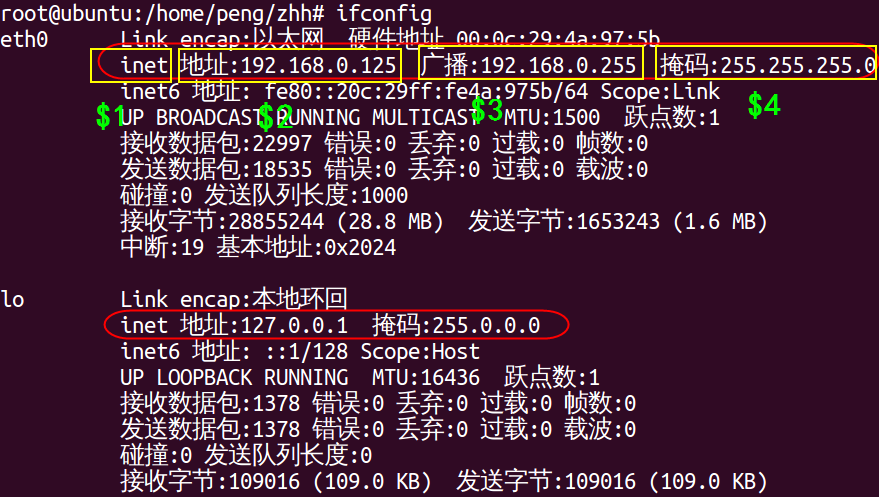 root@ubuntu:/home/peng/zhh# ifconfig
eth0 Link encap:以太网 硬件地址 00:0c:29:4a:97:5b
inet 地址:192.168.0.125 广播:192.168.0.255 掩码:255.255.255.0
inet6 地址: fe80::20c:29ff:fe4a:975b/64 Scope:Link
$1 $2 $3 $4
UP BROADCAST RUNNING MULTICAST MTU:1500 跃点数:1
接收数据包:22997 错误:0 丢弃:0 过载:0 帧数:0
发送数据包:18535 错误:0 丢弃:0 过载:0 载波:0
碰撞:0 发送队列长度:1000
接收字节:28855244 (28.8 MB) 发送字节:1653243 (1.6 MB)
中断:19 基本地址:0x2024
lo Link encap:本地环回
inet 地址:127.0.0.1 掩码:255.0.0.0
inet6 地址: ::1/128 Scope:Host
UP LOOPBACK RUNNING MTU:16436 跃点数:1
接收数据包:1378 错误:0 丢弃:0 过载:0 帧数:0
发送数据包:1378 错误:0 丢弃:0 过载:0 载波:0
碰撞:0 发送队列长度:0
接收字节:109016 (109.0 KB) 发送字节:109016 (109.0 KB)